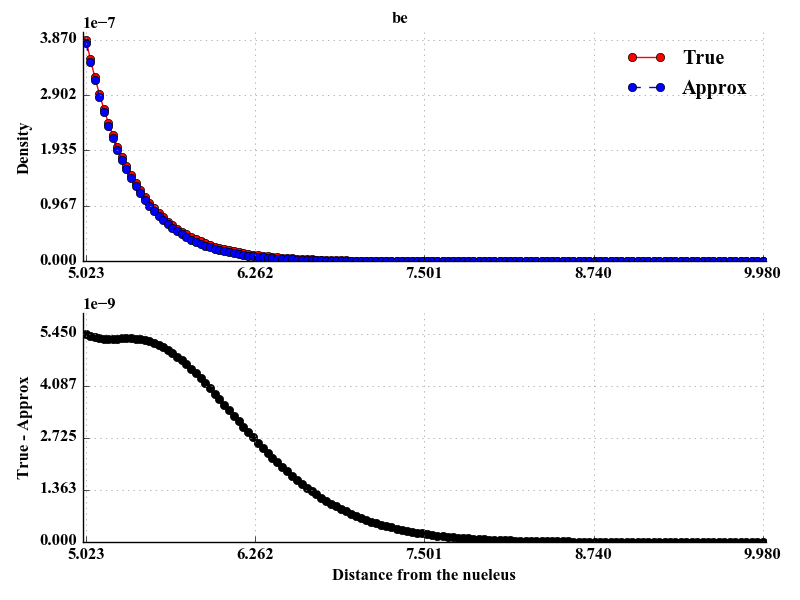 be
1e−7
3.870
2.902
1.935
0.967
0.000
Density
True
Approx
5.023 6.262 7.501 8.740 9.980
1e−9
5.450
4.087
2.725
1.363
0.000
True - Approx
5.023 6.262 7.501 8.740 9.980
Distance from the nueleus